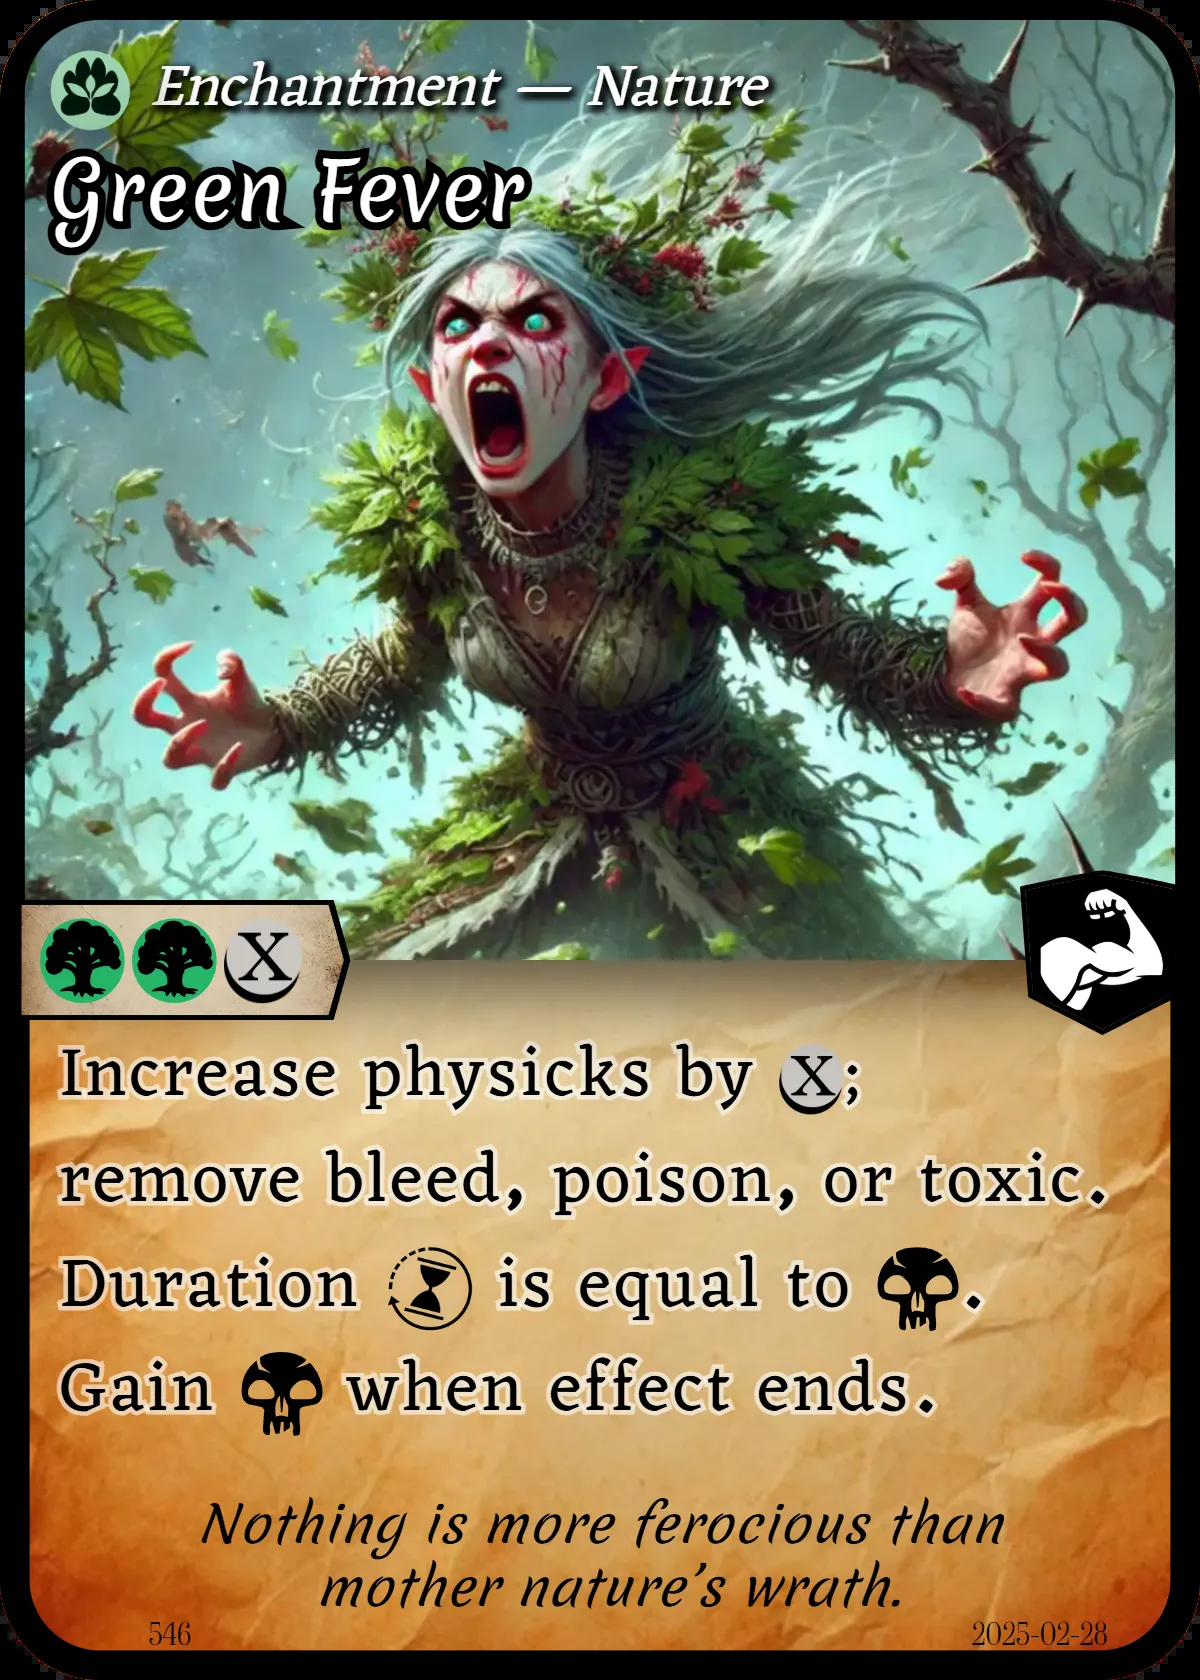 Enchantment — Nature
Green Fever
X
Increase physicks by X;
remove bleed, poison, or toxic.
Duration is equal to .
Gain when effect ends.
Nothing is more ferocious than
mother nature’s wrath.
546 2025-02-28